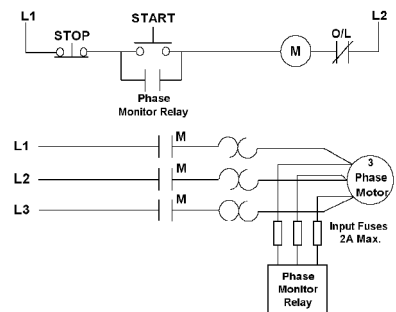 L1
L2
START
STOP
O/L
M
Phase
Monitor Relay
L1
M
L2
M
L3
M
3
Phase
Motor
Input Fuses
2A Max.
Phase
Monitor
Relay